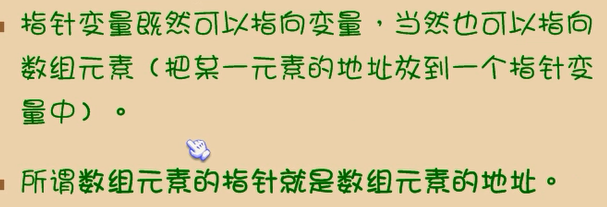 指针变量既然可以指向变量，当然也可以指向
数组元素（把某一元素的地址放到一个指针变
量中）。
所谓数组元素的指针就是数组元素的地址。